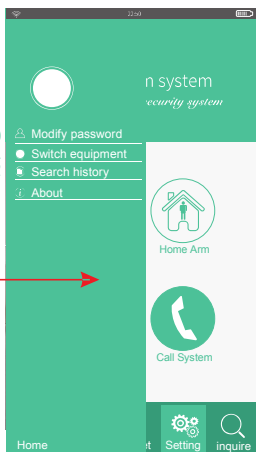 22:50
n system
ecurity system
Modify password
Switch equipment
Search history
About
Home Arm
Call System
Home
et
Setting
inquire